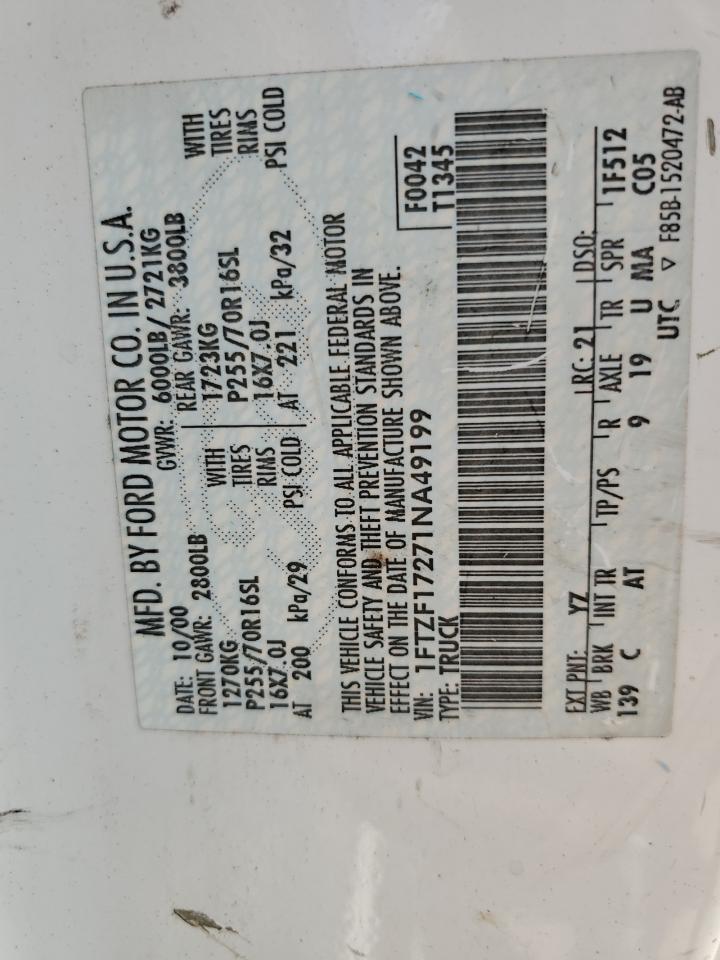 MFD. BY FORD MOTOR CO. IN U.S.A.
DATE: 10/00 GVWR: 6000LB/ 2721KG
FRONT GAWR: 2800LB REAR GAWR: 3800LB
1270KG WITH 1723KG WITH
P255/70R16SL TIRES P255/70R16SL TIRES
16X7.0J RIMS 16X7.0J RIMS
AT 200 kPa/29 PSI COLD AT 221 kPa/32 PSI COLD
THIS VEHICLE CONFORMS TO ALL APPLICABLE FEDERAL MOTOR
VEHICLE SAFETY AND THEFT PREVENTION STANDARDS IN
EFFECT ON THE DATE OF MANUFACTURE SHOWN ABOVE.
VIN: 1FTZF17271NA49199 F0042
TYPE: TRUCK T1345
EXT PNT: YZ RC: 21 DSO:
WB BRK INT TR TP/PS R AXLE TR SPR 1F512
139 C AT 9 19 U MA C05
UTC ▽ F85B-1520472-AB